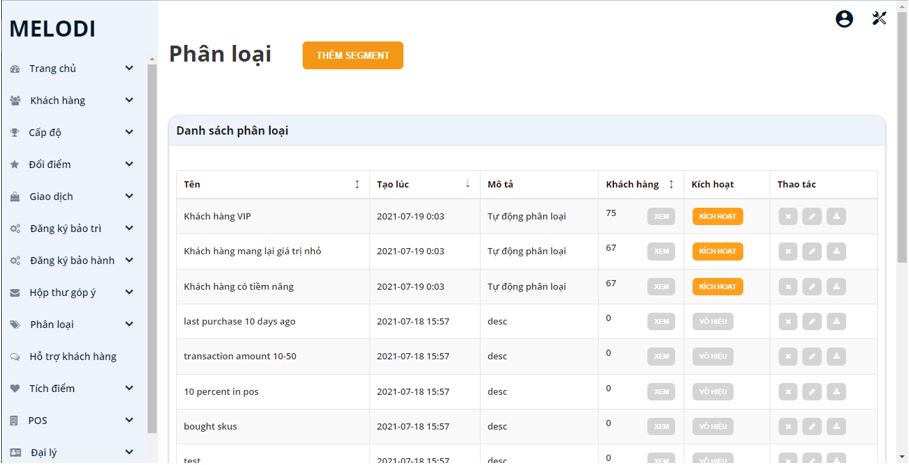 MELODI
Trang chủ
Khách hàng
Cấp độ
Đổi điểm
Giao dịch
Đăng ký bảo trì
Đăng ký bảo hành
Hộp thư góp ý
Phân loại
Hỗ trợ khách hàng
Tích điểm
POS
Đại lý
Phân loại THÊM SEGMENT
Danh sách phân loại
Tên Tạo lúc Mô tả Khách hàng Kích hoạt Thao tác
Khách hàng VIP 2021-07-19 0:03 Tự động phân loại 75 XEM KÍCH HOẠT
Khách hàng mang lại giá trị nhỏ 2021-07-19 0:03 Tự động phân loại 67 XEM KÍCH HOẠT
Khách hàng có tiềm năng 2021-07-19 0:03 Tự động phân loại 67 XEM KÍCH HOẠT
last purchase 10 days ago 2021-07-18 15:57 desc 0 XEM VÔ HIỆU
transaction amount 10-50 2021-07-18 15:57 desc 0 XEM VÔ HIỆU
10 percent in pos 2021-07-18 15:57 desc 0 XEM VÔ HIỆU
bought skus 2021-07-18 15:57 desc 0 XEM VÔ HIỆU
test 2021-07-18 15:57 desc 0 XEM VÔ HIỆU